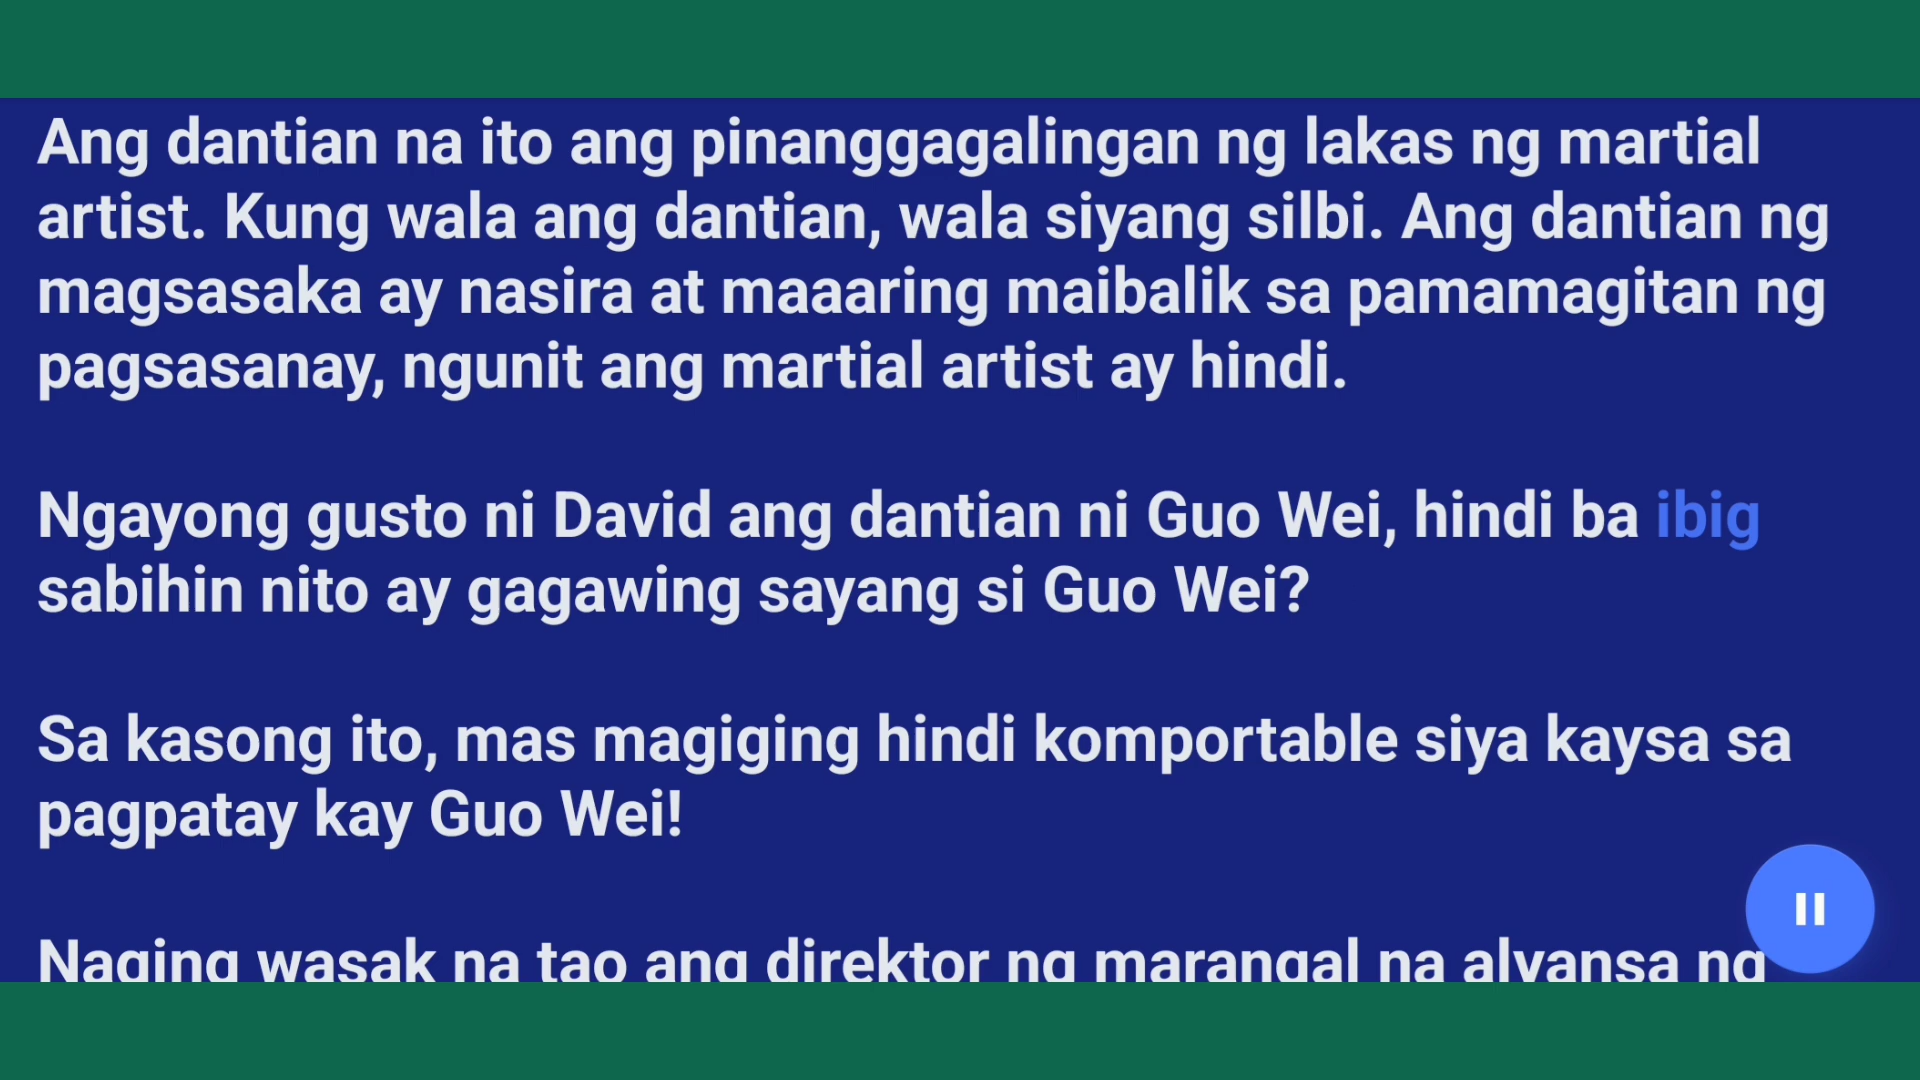 Ang dantian na ito ang pinanggagalingan ng lakas ng martial
artist. Kung wala ang dantian, wala siyang silbi. Ang dantian ng
magsasaka ay nasira at maaaring maibalik sa pamamagitan ng
pagsasanay, ngunit ang martial artist ay hindi.
Ngayong gusto ni David ang dantian ni Guo Wei, hindi ba ibig
sabihin nito ay gagawing sayang si Guo Wei?
Sa kasong ito, mas magiging hindi komportable siya kaysa sa
pagpatay kay Guo Wei!
Naging wasak na tao ang direktor ng marangal na alyansa ng